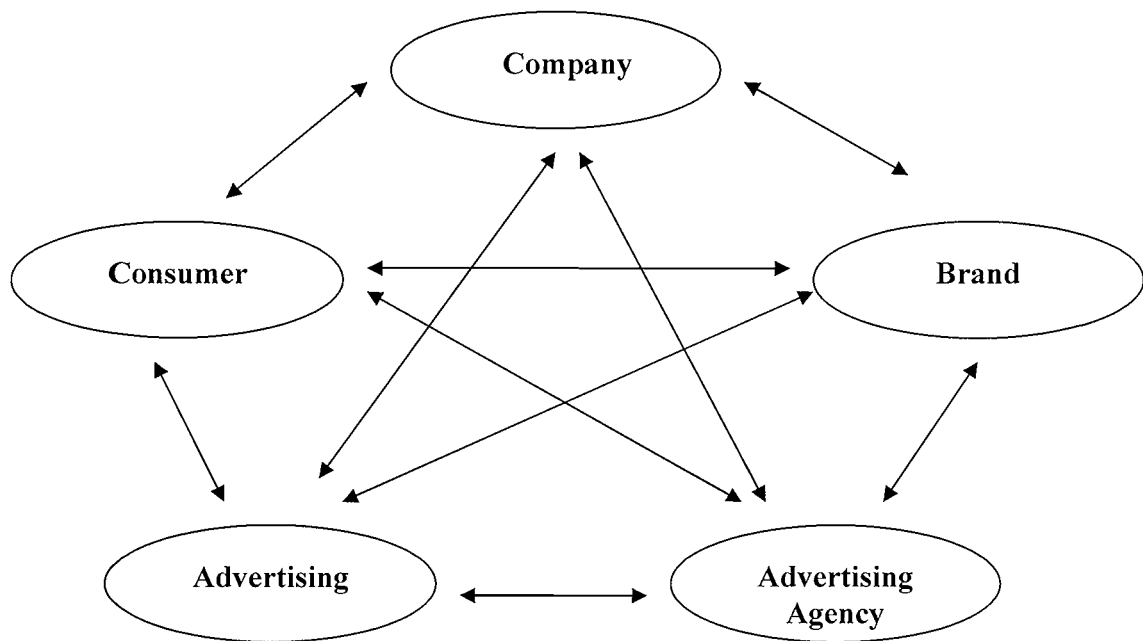 Company
Consumer
Brand
Advertising
Advertising
Agency